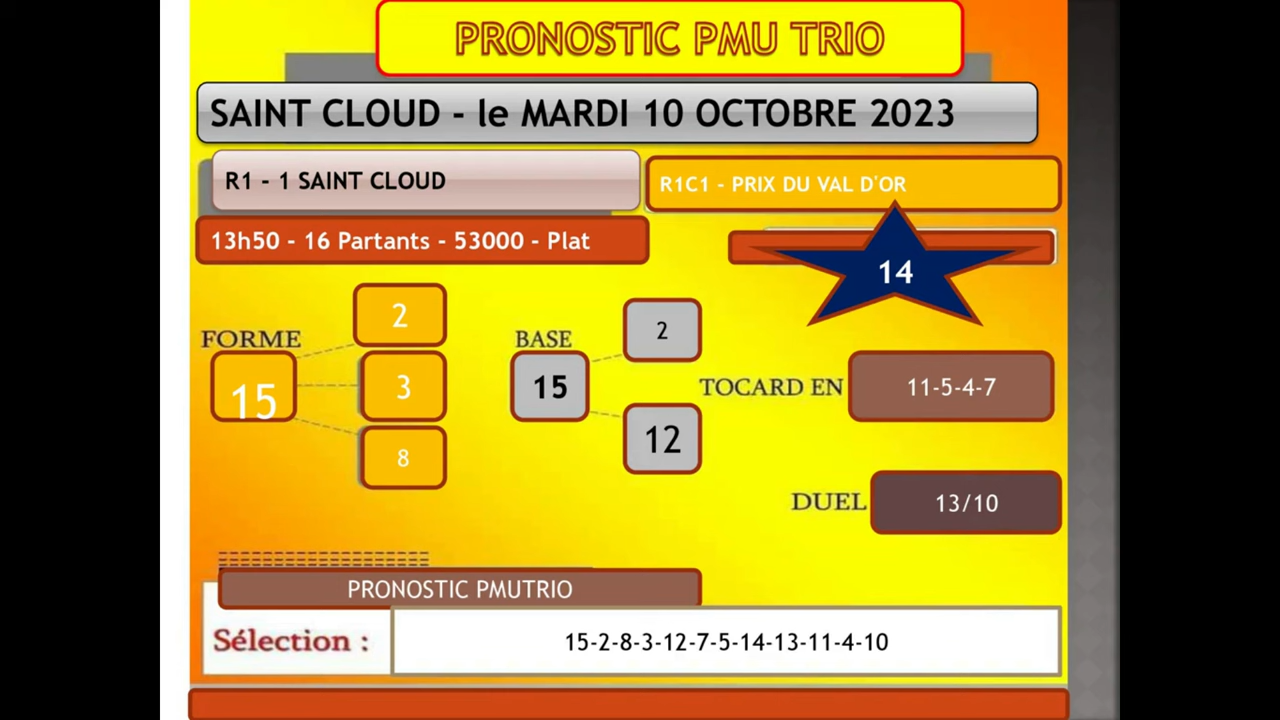 PRONOSTIC PMU TRIO
SAINT CLOUD - le MARDI 10 OCTOBRE 2023
R1 - 1 SAINT CLOUD
R1C1 - PRIX DU VAL D'OR
13h50 - 16 Partants - 53000 - Plat
14
FORME
15
2
3
8
BASE
15
2
12
TOCARD EN
11-5-4-7
DUEL
13/10
PRONOSTIC PMUTRIO
Sélection :
15-2-8-3-12-7-5-14-13-11-4-10